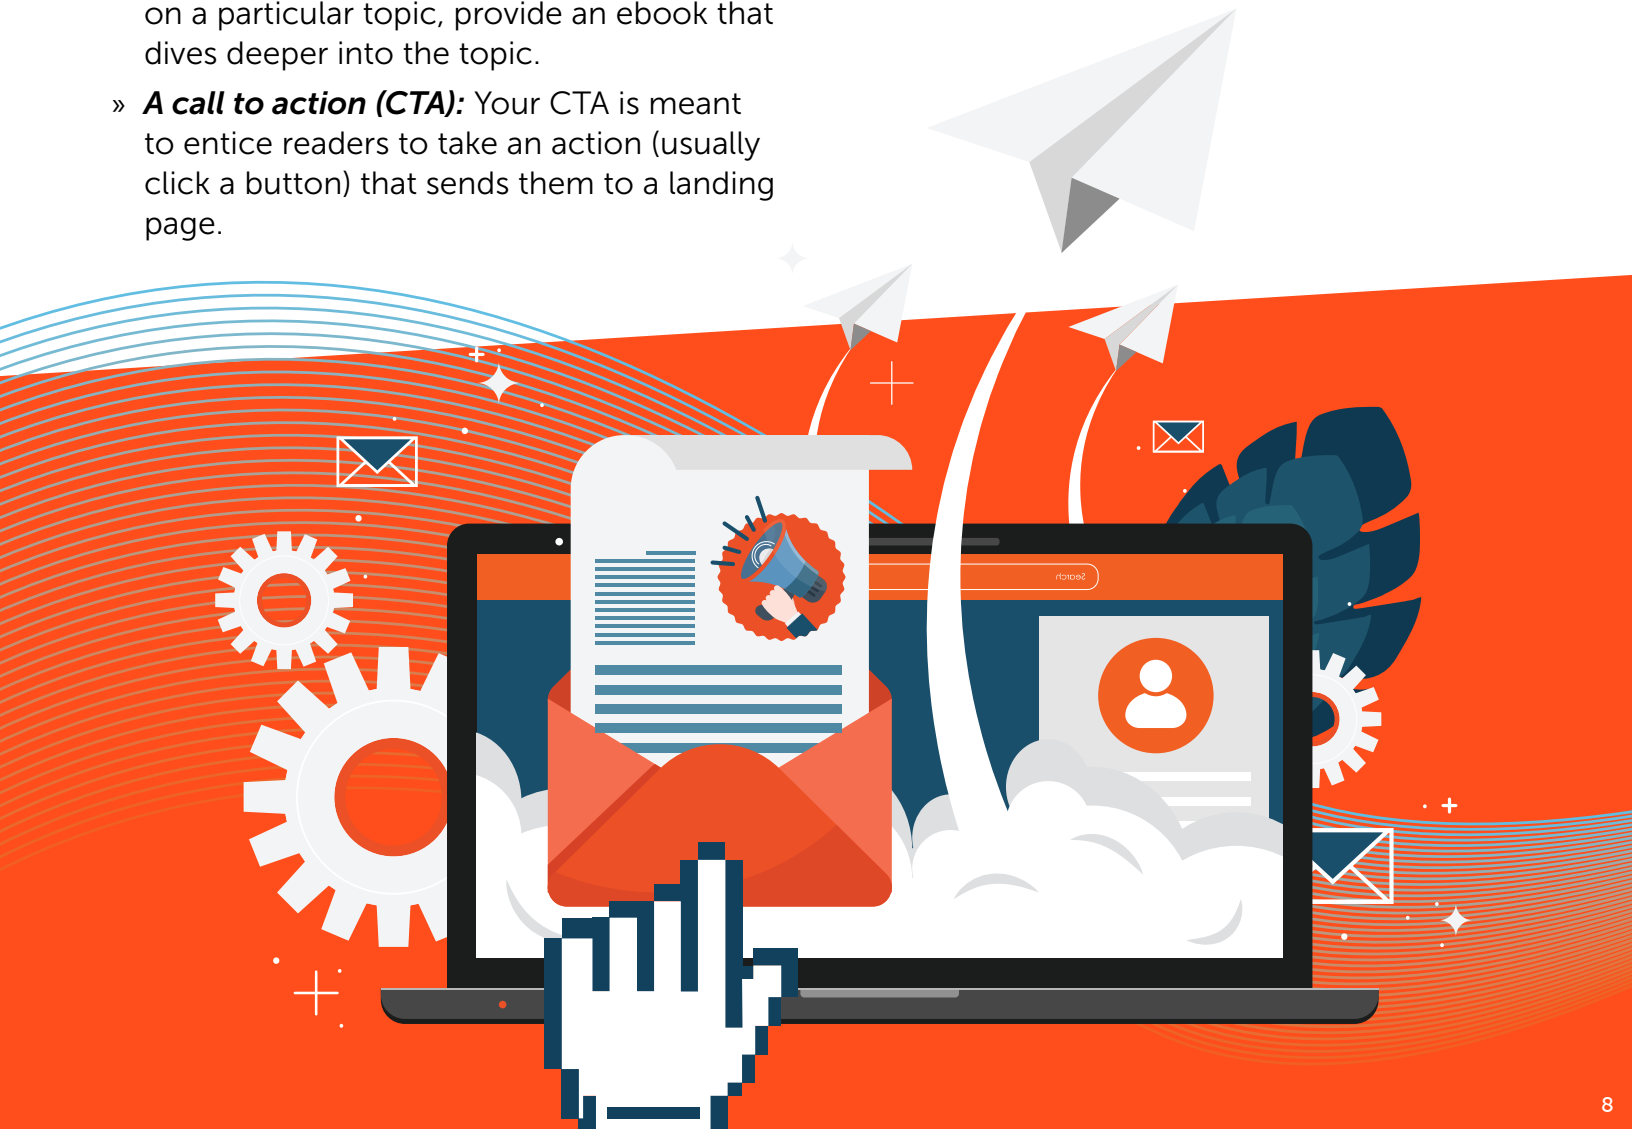 on a particular topic, provide an ebook that
dives deeper into the topic.
» A call to action (CTA): Your CTA is meant
to entice readers to take an action (usually
click a button) that sends them to a landing
page.
Search
8